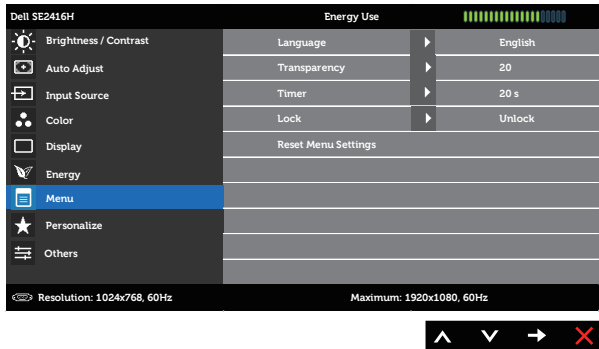 Dell SE2416H Energy Use
Brightness / Contrast
Auto Adjust
Input Source
Color
Display
Energy
Menu
Personalize
Others
Language English
Transparency 20
Timer 20 s
Lock Unlock
Reset Menu Settings
Resolution: 1024x768, 60Hz Maximum: 1920x1080, 60Hz